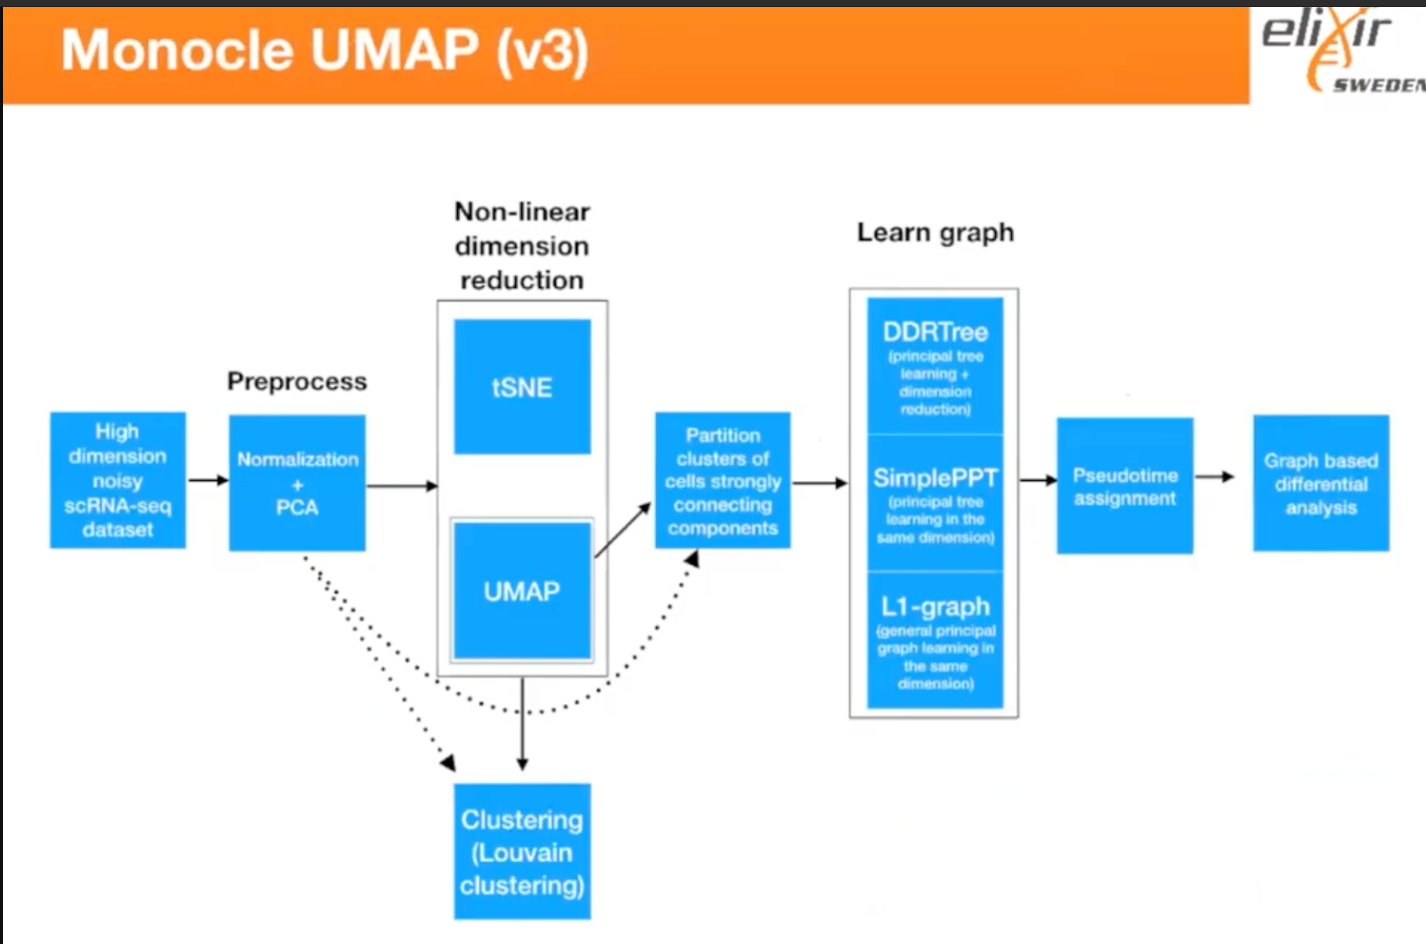 Monocle UMAP (v3)
elixir
SWEDEN
Non-linear
dimension
reduction
Learn graph
Preprocess
High
dimension
noisy
scRNA-seq
dataset
Normalization
+
PCA
tSNE
UMAP
Partition
clusters of
cells strongly
connecting
components
DDRTree
(principal tree
learning +
dimension
reduction)
SimplePPT
(principal tree
learning in the
same dimension)
L1-graph
(general principal
graph learning in
the same
dimension)
Pseudotime
assignment
Graph based
differential
analysis
Clustering
(Louvain
clustering)